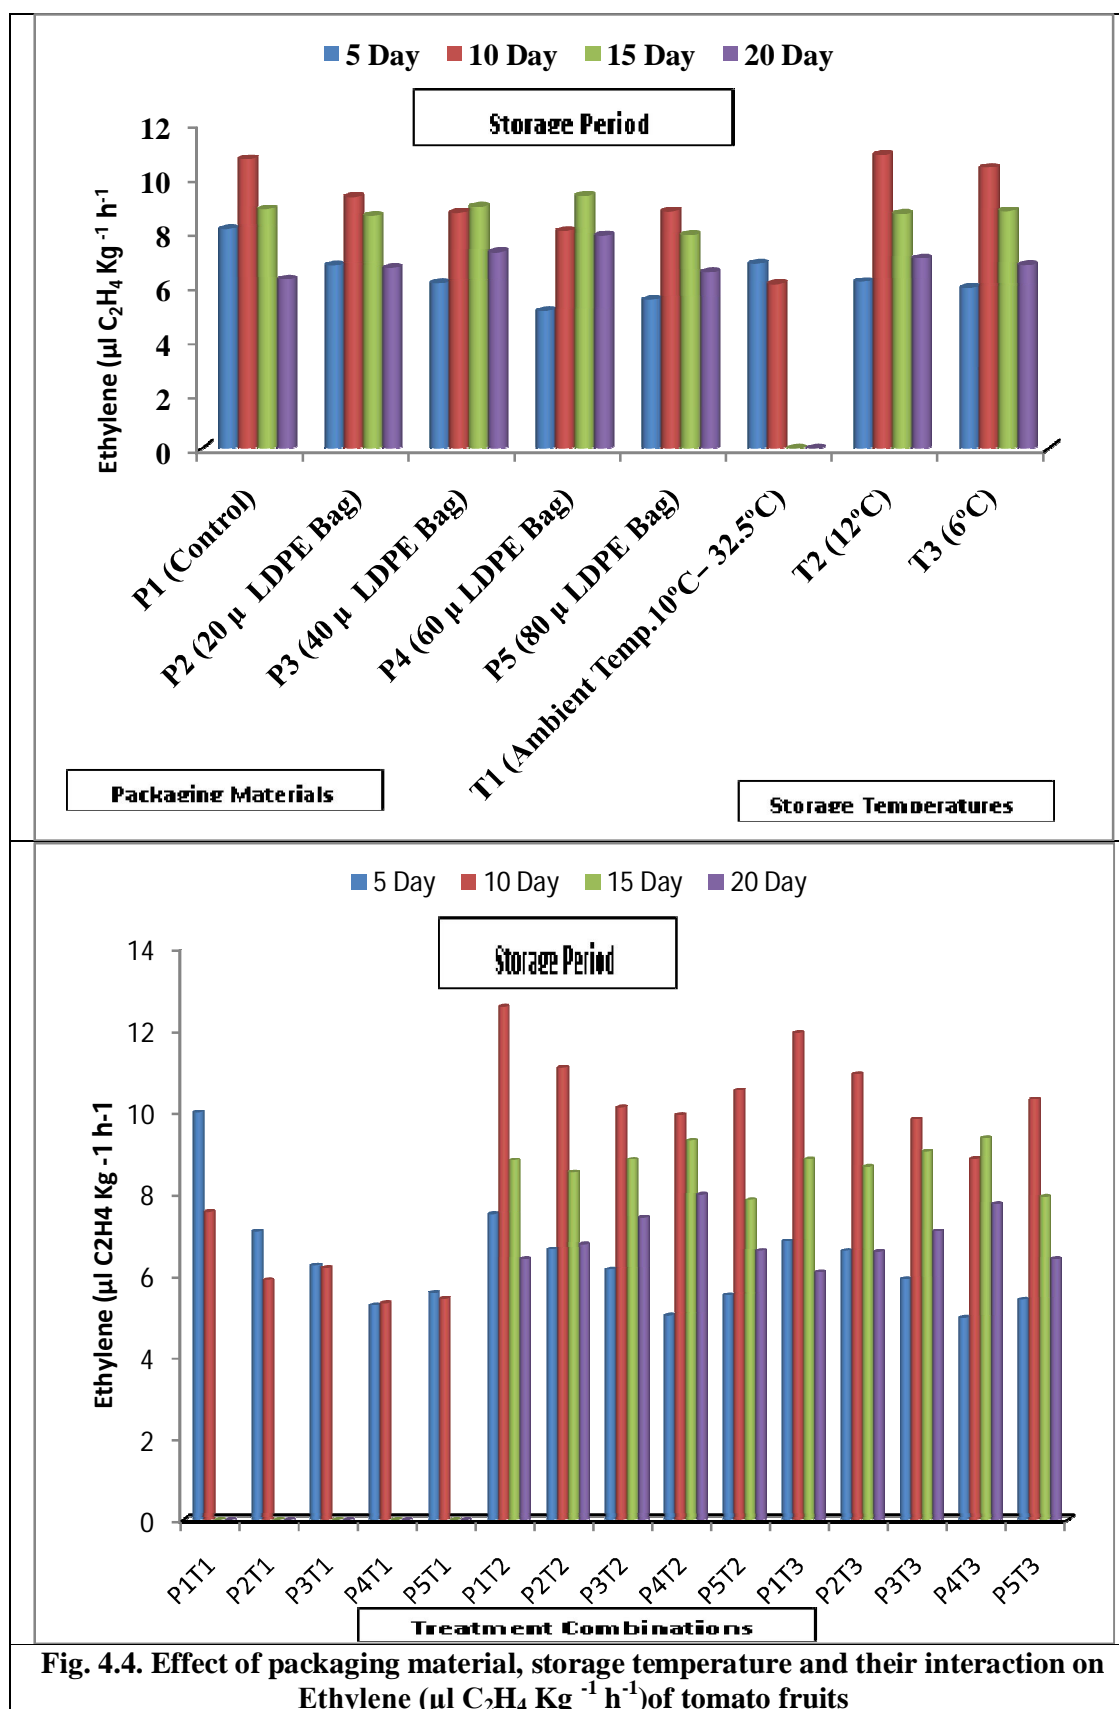 5 Day 10 Day 15 Day 20 Day
Storage Period
12
10
8
6
4
2
0
Ethylene (µl C₂H₄ Kg ⁻¹ h⁻¹)
P1 (Control)
P2 (20 µ LDPE Bag)
P3 (40 µ LDPE Bag)
P4 (60 µ LDPE Bag)
P5 (80 µ LDPE Bag)
T1 (Ambient Temp.10ºC– 32.5ºC)
T2 (12ºC)
T3 (6ºC)
Packaging Materials
Storage Temperatures
5 Day 10 Day 15 Day 20 Day
Storage Period
14
12
10
8
6
4
2
0
Ethylene (µl C2H4 Kg -1 h-1
P1T1 P2T1 P3T1 P4T1 P5T1 P1T2 P2T2 P3T2 P4T2 P5T2 P1T3 P2T3 P3T3 P4T3 P5T3
Treatment Combinations
Fig. 4.4. Effect of packaging material, storage temperature and their interaction on
Ethylene (µl C₂H₄ Kg ⁻¹ h⁻¹)of tomato fruits